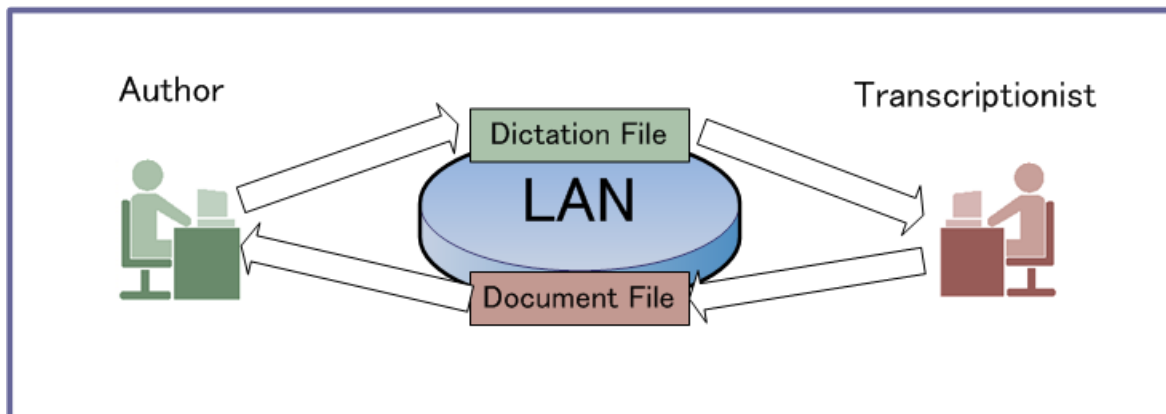 Author
Transcriptionist
Dictation File
LAN
Document File